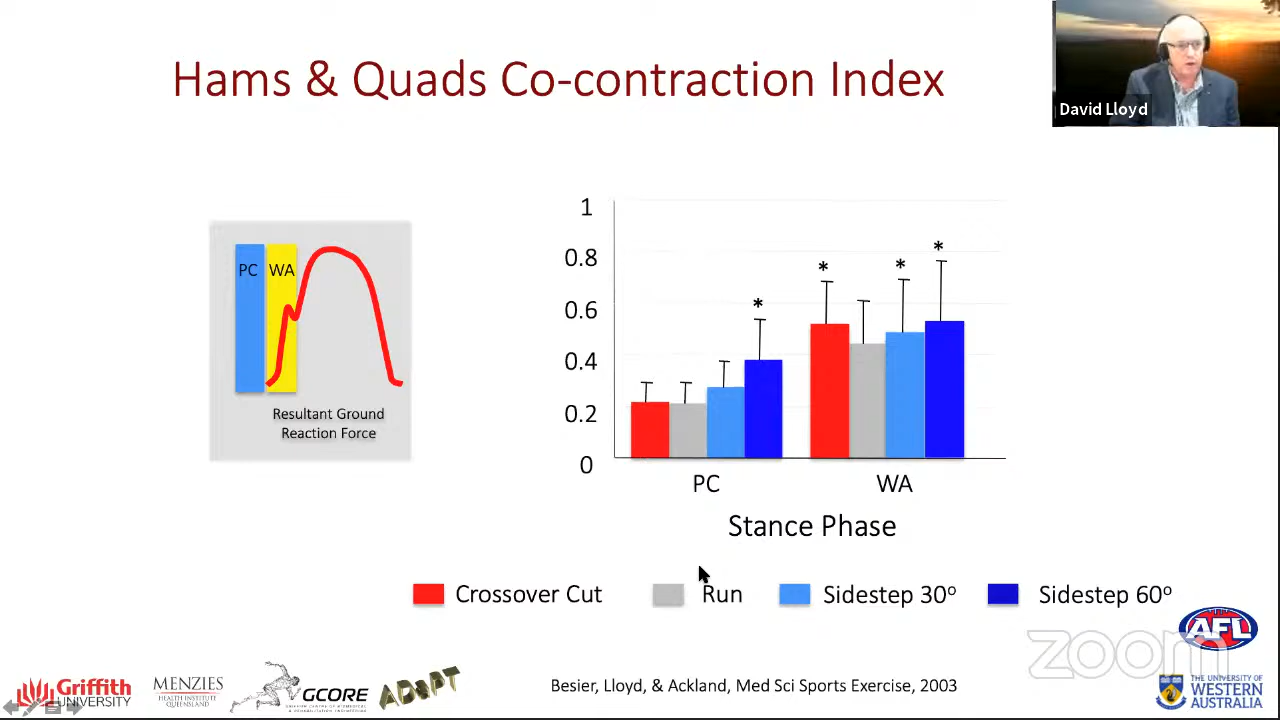 Hams & Quads Co-contraction Index
David Lloyd
PC
WA
Resultant Ground
Reaction Force
1
0.8
0.6
0.4
0.2
0
*
*
*
*
PC
WA
Stance Phase
Crossover Cut
Run
Sidestep 30º
Sidestep 60º
AFL
zoom
Griffith
UNIVERSITY
MENZIES
HEALTH INSTITUTE
QUEENSLAND
GCORE
ADAPT
Besier, Lloyd, & Ackland, Med Sci Sports Exercise, 2003
THE UNIVERSITY OF
WESTERN
AUSTRALIA